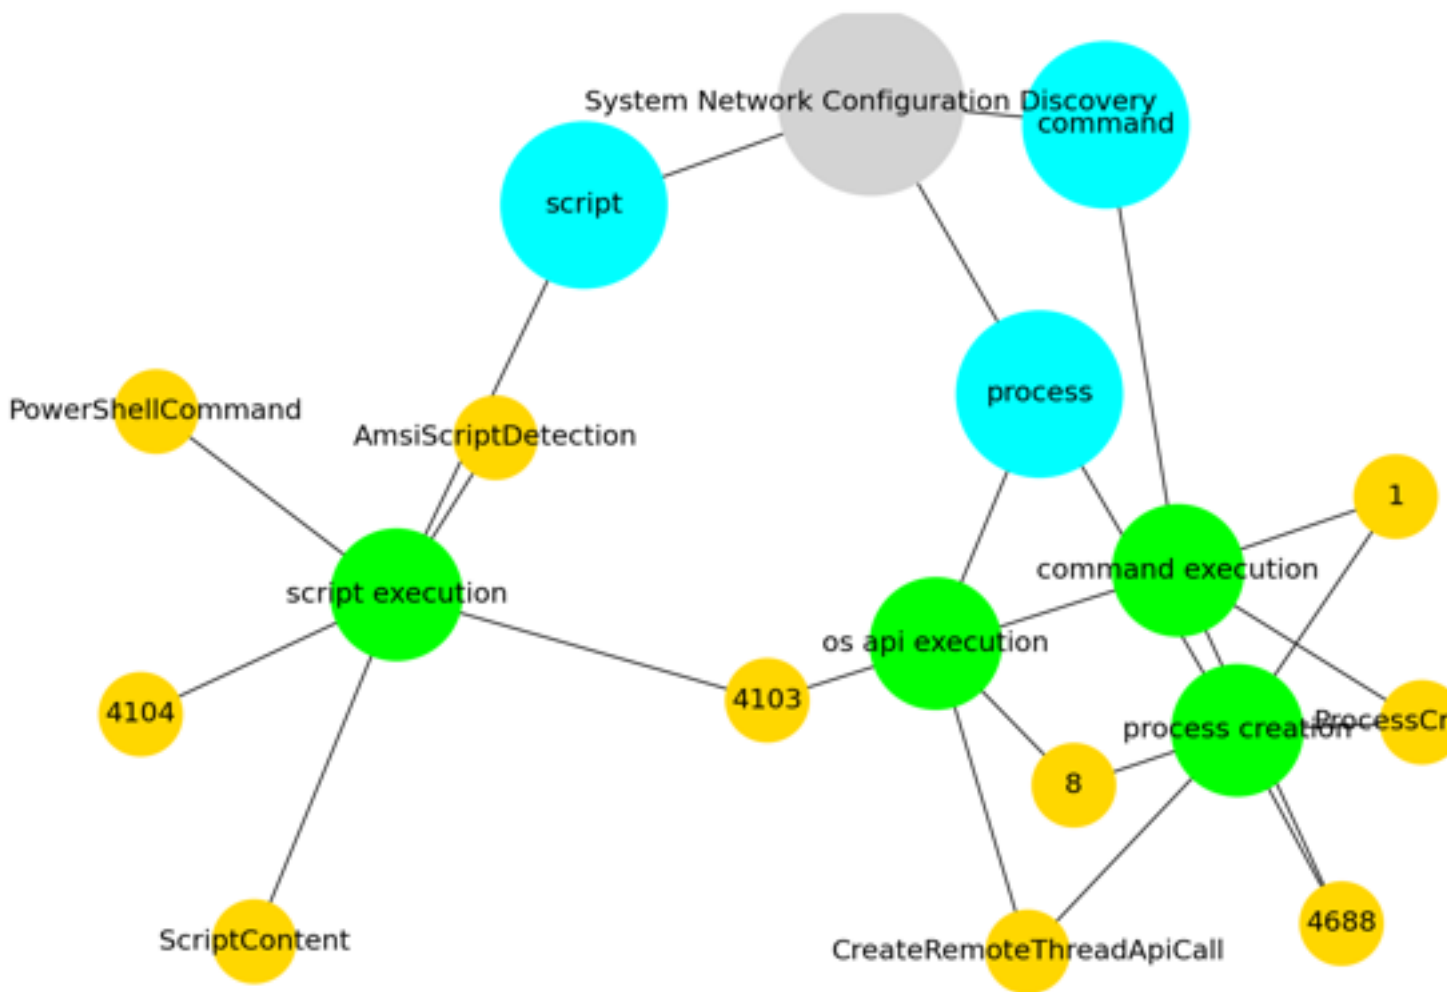 System Network Configuration Discovery
command
script
process
PowerShellCommand
AmsiScriptDetection
1
command execution
script execution
os api execution
4103
4104
process creation
ProcessCr
8
4688
ScriptContent
CreateRemoteThreadApiCall